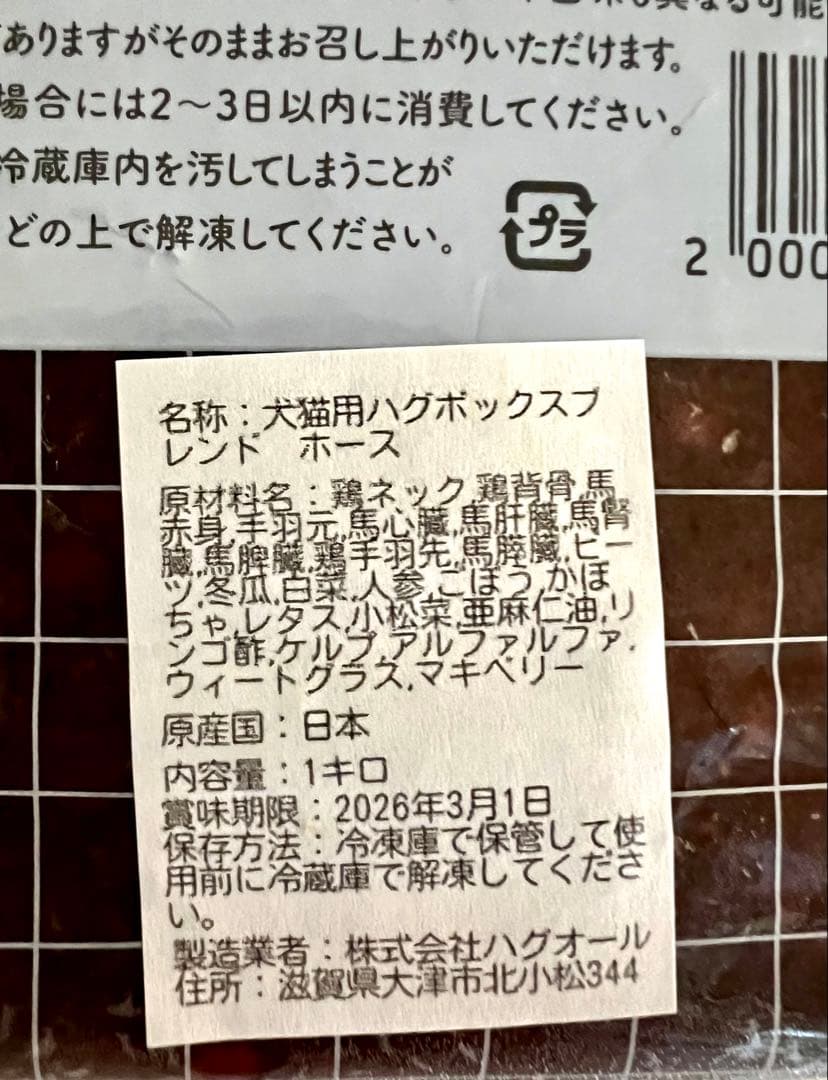 も異なる可能
ありますがそのままお召し上がりいただけます。
場合には2～3日以内に消費してください。
冷蔵庫内を汚してしまうことが
どの上で解凍してください。
プラ
2 000
名称：犬猫用ハグボックスブ
レンド ホース
原材料名：鶏ネック,鶏背骨,馬
赤身,手羽元,馬心臓,馬肝臓,馬腎
臓,馬脾臓,鶏手羽先,馬膵臓,ビー
ツ,冬瓜,白菜,人参,ごぼう,かぼ
ちゃ,レタス,小松菜,亜麻仁油,リ
ンゴ酢,ケルプ,アルファルファ,
ウィートグラス,マキベリー
原産国：日本
内容量：1キロ
賞味期限：2026年3月1日
保存方法：冷凍庫で保管して使
用前に冷蔵庫で解凍してくださ
い。
製造業者：株式会社ハグオール
住所：滋賀県大津市北小松344